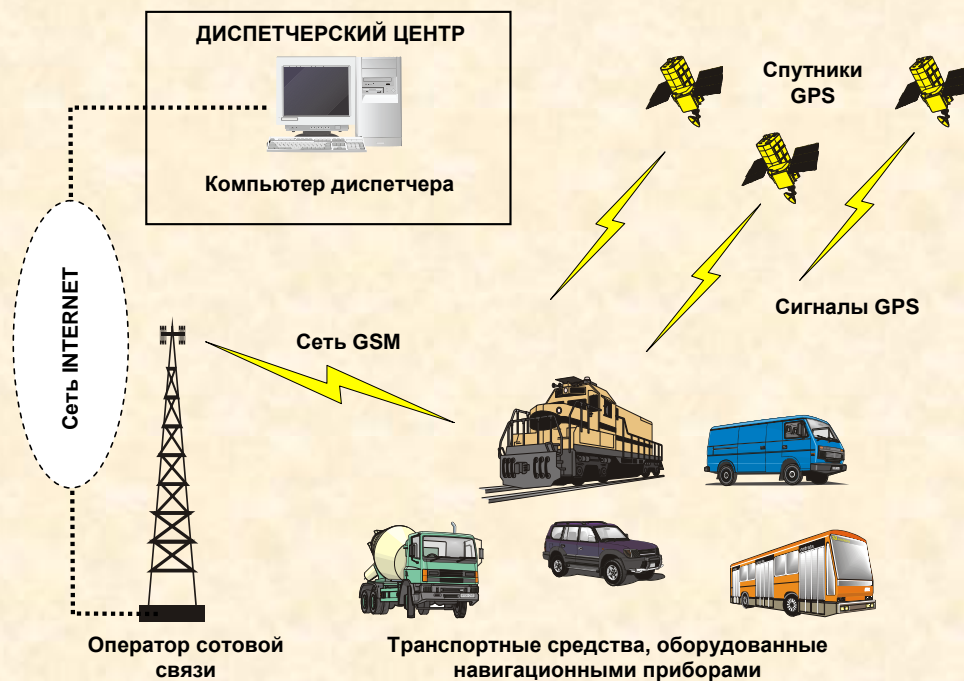 ДИСПЕТЧЕРСКИЙ ЦЕНТР
Компьютер диспетчера
Спутники
GPS
Сеть INTERNET
Сеть GSM
Сигналы GPS
Оператор сотовой
связи
Транспортные средства, оборудованные
навигационными приборами